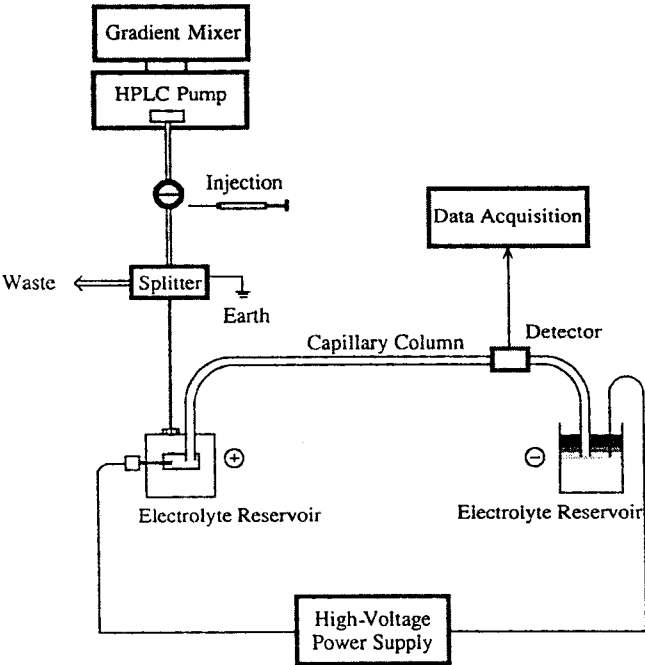 Gradient Mixer
HPLC Pump
Injection
Data Acquisition
Waste
Splitter
Earth
Detector
Capillary Column
+
−
Electrolyte Reservoir
Electrolyte Reservoir
High-Voltage
Power Supply